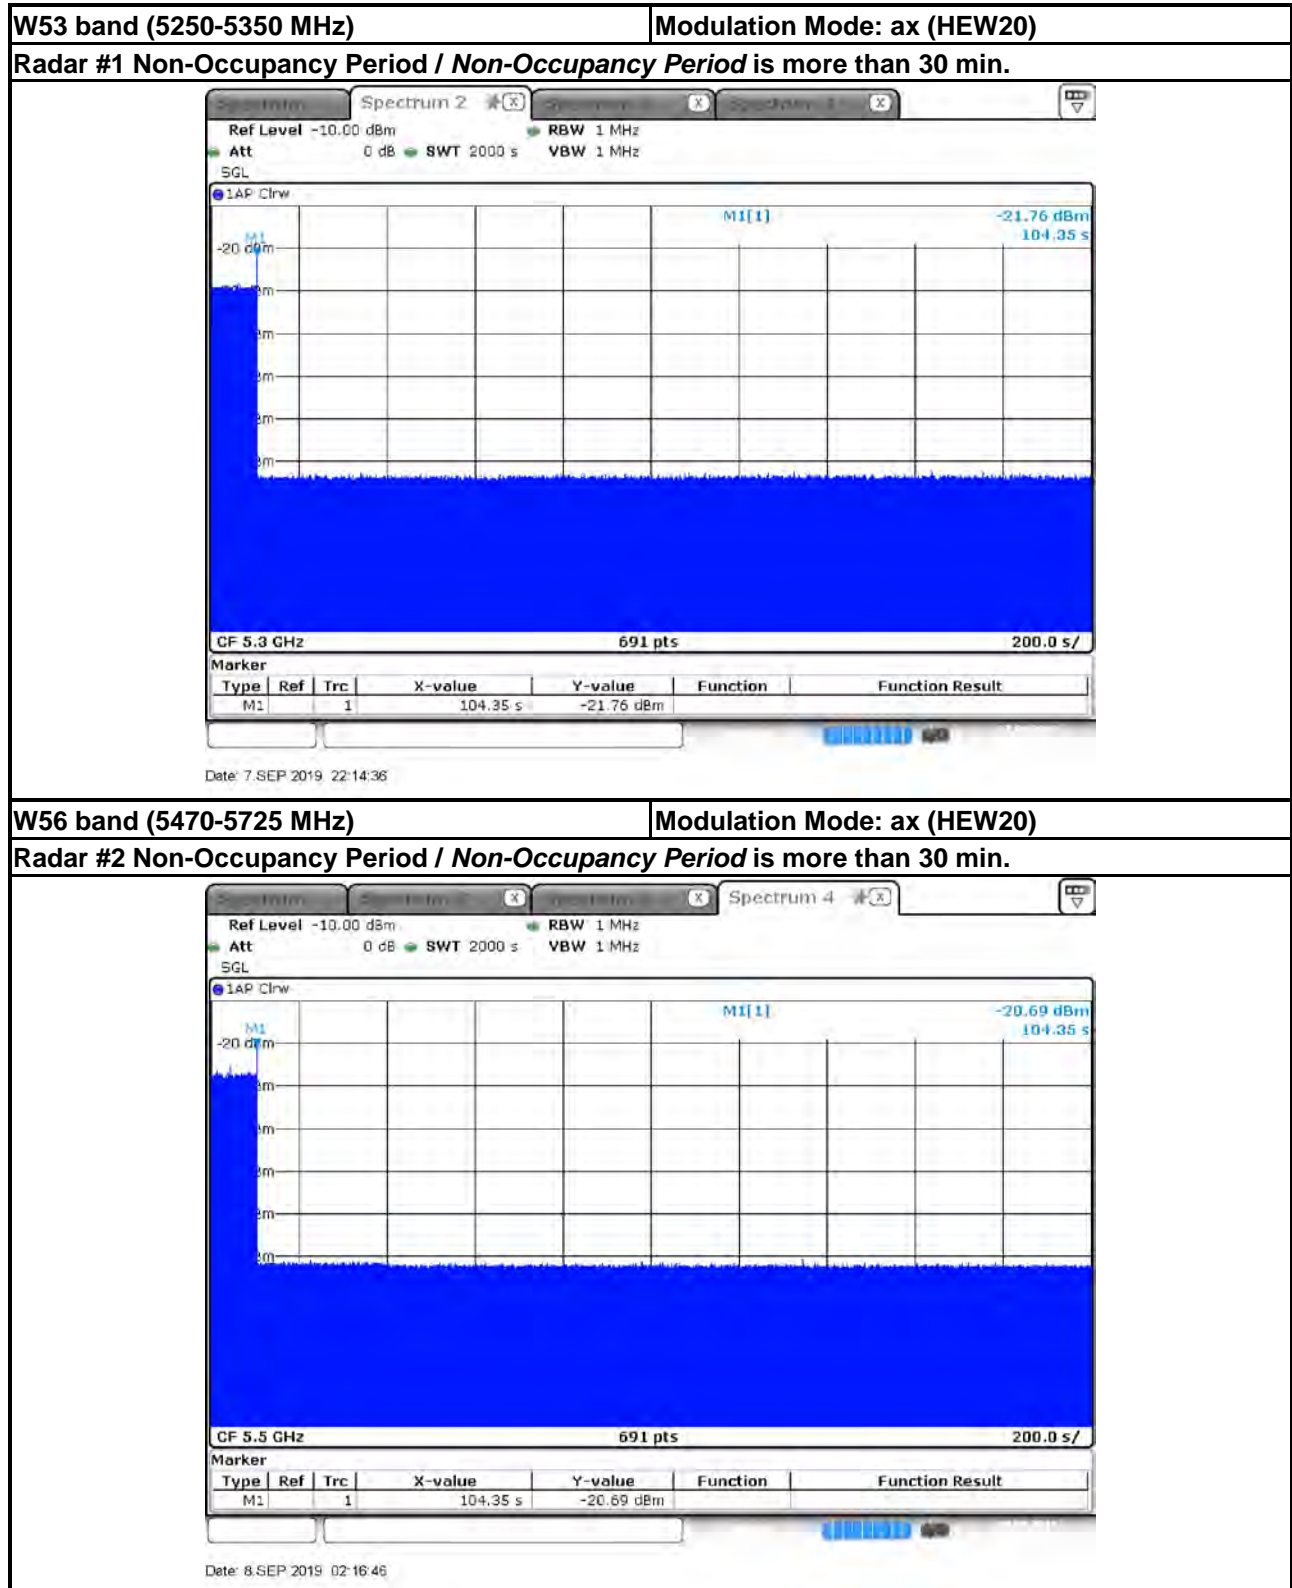 W53 band (5250-5350 MHz) Modulation Mode: ax (HEW20)
Radar #1 Non-Occupancy Period / Non-Occupancy Period is more than 30 min.
Spectrum 2 X X X
Ref Level -10.00 dBm RBW 1 MHz
Att 0 dB SWT 2000 s VBW 1 MHz
SGL
1AP Clrw
M1[1] -21.76 dBm
104.35 s
M1
-20 dBm
CF 5.3 GHz 691 pts 200.0 s/
Marker
Type Ref Trc X-value Y-value Function Function Result
M1 1 104.35 s -21.76 dBm
Date: 7.SEP 2019 22:14:36
W56 band (5470-5725 MHz) Modulation Mode: ax (HEW20)
Radar #2 Non-Occupancy Period / Non-Occupancy Period is more than 30 min.
X X Spectrum 4 X
Ref Level -10.00 dBm RBW 1 MHz
Att 0 dB SWT 2000 s VBW 1 MHz
SGL
1AP Clrw
M1[1] -20.69 dBm
104.35 s
M1
-20 dBm
CF 5.5 GHz 691 pts 200.0 s/
Marker
Type Ref Trc X-value Y-value Function Function Result
M1 1 104.35 s -20.69 dBm
Date: 8.SEP 2019 02:16:46